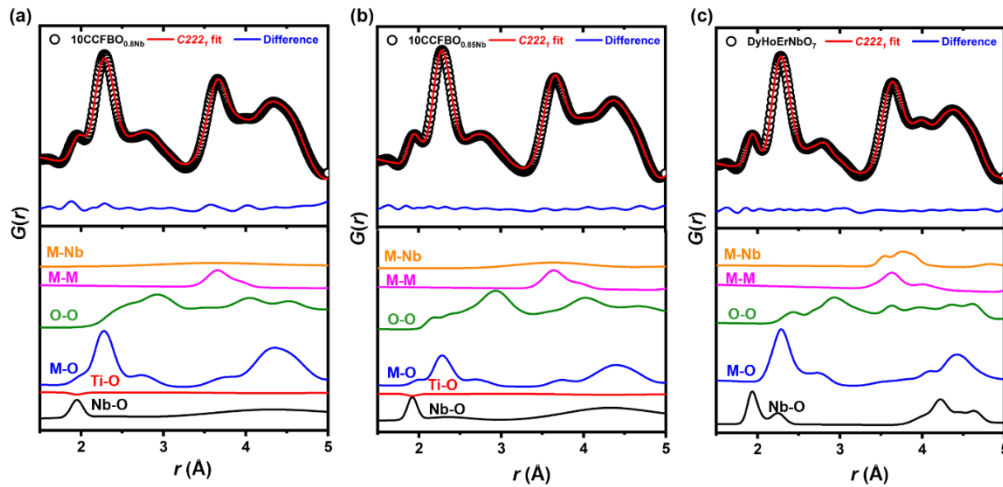 (a)
10CCFBO0.8Nb C2221 fit Difference
G(r)
M-Nb
M-M
O-O
M-O
Ti-O
Nb-O
2 3 4 5
r (Å)
(b)
10CCFBO0.85Nb C2221 fit Difference
G(r)
M-Nb
M-M
O-O
M-O
Ti-O
Nb-O
2 3 4 5
r (Å)
(c)
DyHoErNbO7 C2221 fit Difference
G(r)
M-Nb
M-M
O-O
M-O
Nb-O
2 3 4 5
r (Å)